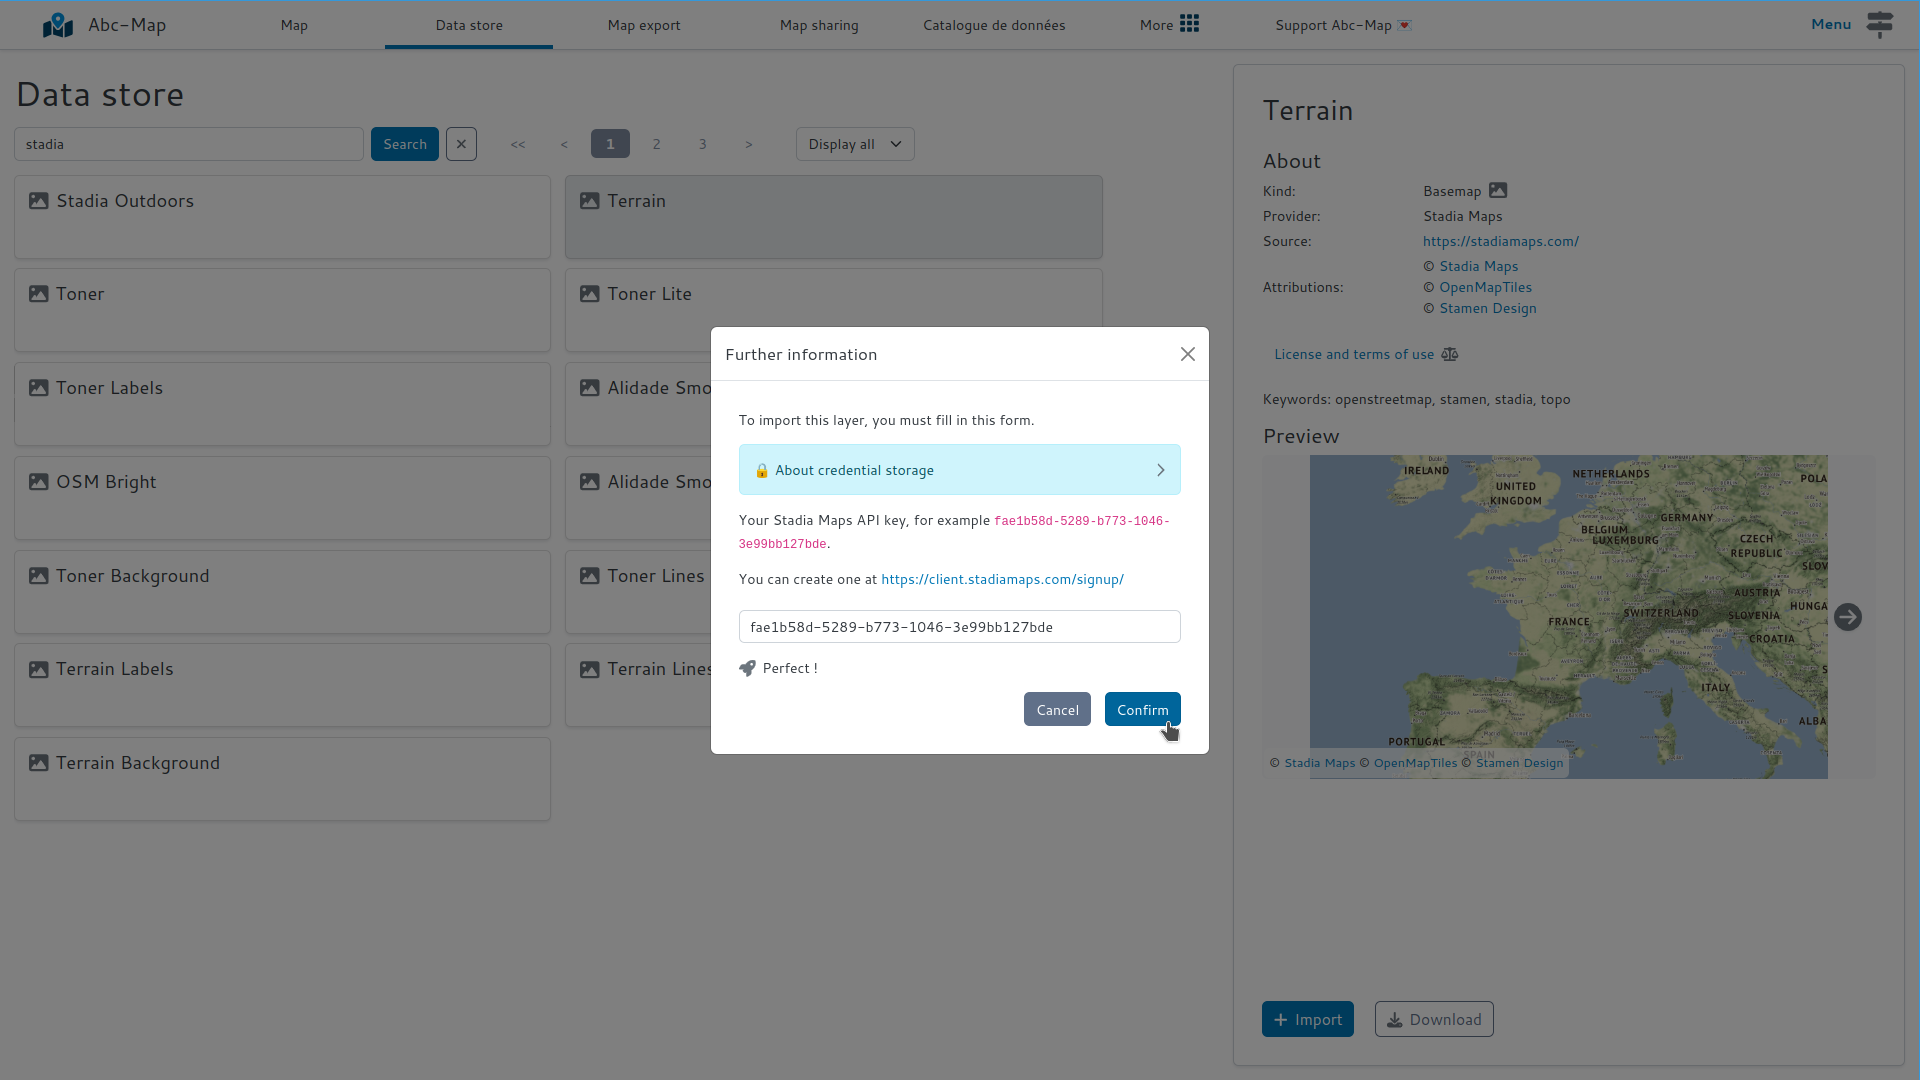 Abc-Map
Map
Data store
Map export
Map sharing
Catalogue de données
More
Support Abc-Map
Menu
Data store
stadia
Search
<<
<
1
2
3
>
Display all
Stadia Outdoors
Terrain
Toner
Toner Lite
Toner Labels
Alidade Smo
OSM Bright
Alidade Smo
Toner Background
Toner Lines
Terrain Labels
Terrain Lines
Terrain Background
Further information
To import this layer, you must fill in this form.
About credential storage
Your Stadia Maps API key, for example fae1b58d-5289-b773-1046-
3e99bb127bde.
You can create one at https://client.stadiamaps.com/signup/
fae1b58d-5289-b773-1046-3e99bb127bde
Perfect !
Cancel
Confirm
Terrain
About
Kind:
Basemap
Provider:
Stadia Maps
Source:
https://stadiamaps.com/
Attributions:
© Stadia Maps
© OpenMapTiles
© Stamen Design
License and terms of use
Keywords: openstreetmap, stamen, stadia, topo
Preview
IRELAND
UNITED
KINGDOM
NETHERLANDS
POLA
GERMANY
BELGIUM
LUXEMBURG
CZECH
REPUBLIC
SLOV
AUSTRIA
HUNGA
SWITZERLAND
SLOVENIA
FRANCE
CROATIA
S
ITALY
ALBA
PORTUGAL
SPAIN
© Stadia Maps © OpenMapTiles © Stamen Design
Import
Download